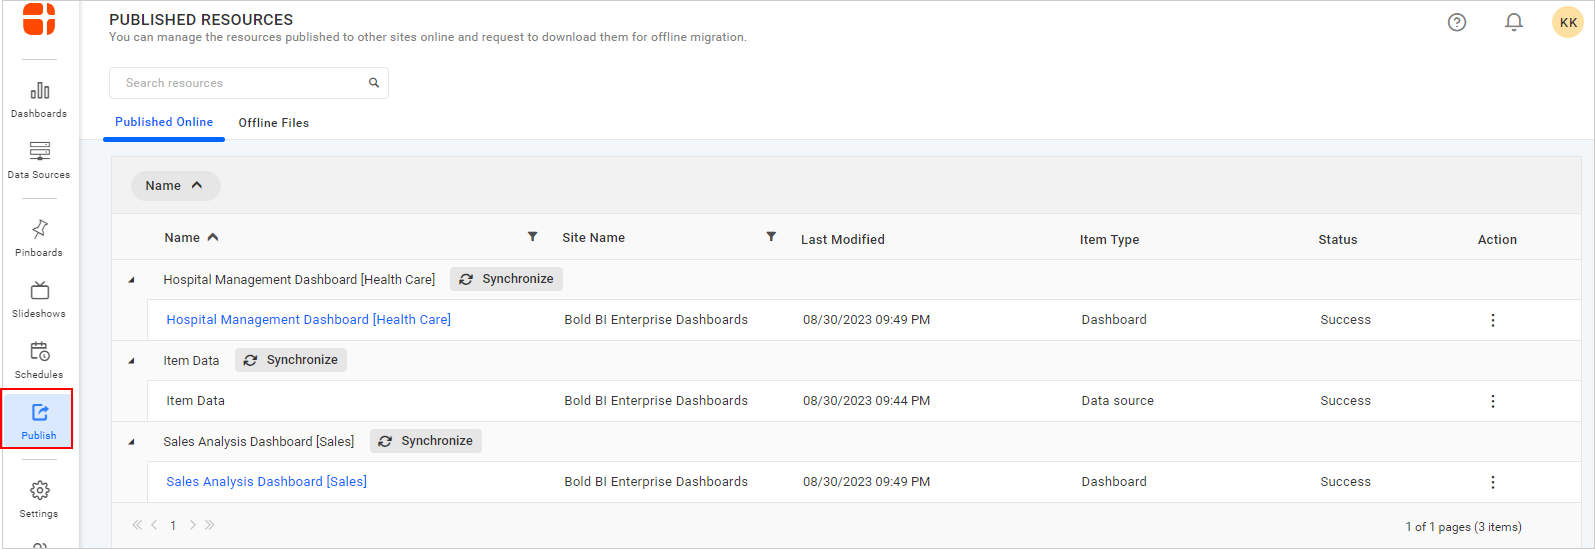 PUBLISHED RESOURCES
You can manage the resources published to other sites online and request to download them for offline migration.
KK
Search resources
Published Online Offline Files
Dashboards
Data Sources
Pinboards
Slideshows
Schedules
Publish
Settings
Name
Name Site Name Last Modified Item Type Status Action
Hospital Management Dashboard [Health Care] Synchronize
Hospital Management Dashboard [Health Care] Bold BI Enterprise Dashboards 08/30/2023 09:49 PM Dashboard Success
Item Data Synchronize
Item Data Bold BI Enterprise Dashboards 08/30/2023 09:44 PM Data source Success
Sales Analysis Dashboard [Sales] Synchronize
Sales Analysis Dashboard [Sales] Bold BI Enterprise Dashboards 08/30/2023 09:49 PM Dashboard Success
1
1 of 1 pages (3 items)